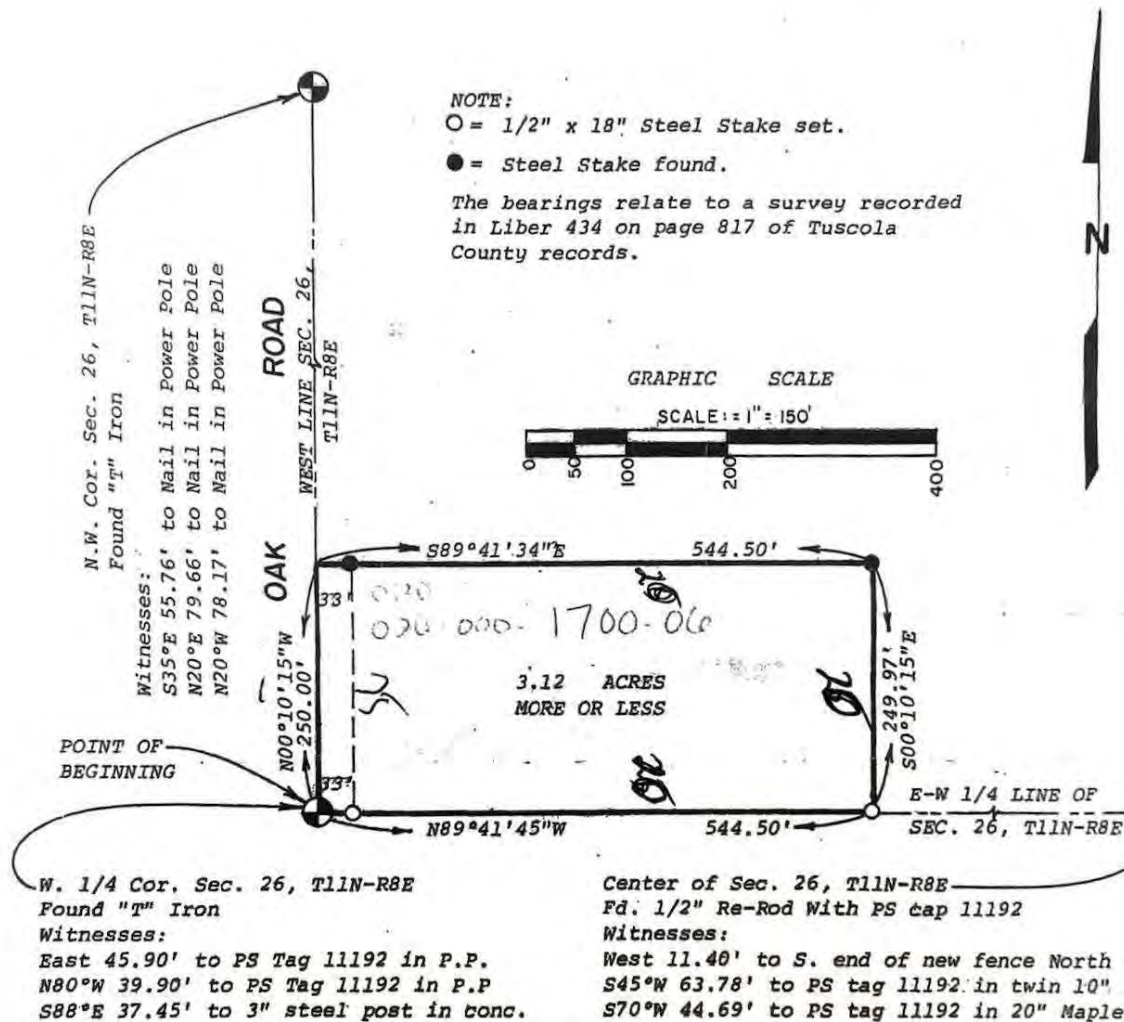 NOTE:
○ = 1/2" x 18" Steel Stake set.
● = Steel Stake found.
The bearings relate to a survey recorded
in Liber 434 on page 817 of Tuscola
County records.
N
N.W. Cor. Sec. 26, T11N-R8E
Found "T" Iron
Witnesses:
S35°E 55.76' to Nail in Power Pole
N20°E 79.66' to Nail in Power Pole
N20°W 78.17' to Nail in Power Pole
OAK ROAD
WEST LINE SEC. 26,
T11N-R8E
GRAPHIC SCALE
SCALE := 1" = 150'
0 50 100 200 400
S89°41'34"E 544.50'
33'
020
020-000- 1700-06
3.12 ACRES
MORE OR LESS
N00°10'15"W
250.00'
249.97'
S00°10'15"E
POINT OF
BEGINNING
33'
N89°41'45"W 544.50'
E-W 1/4 LINE OF
SEC. 26, T11N-R8E
W. 1/4 Cor. Sec. 26, T11N-R8E
Found "T" Iron
Witnesses:
East 45.90' to PS Tag 11192 in P.P.
N80°W 39.90' to PS Tag 11192 in P.P
S88°E 37.45' to 3" steel post in conc.
Center of Sec. 26, T11N-R8E
Fd. 1/2" Re-Rod With PS cap 11192
Witnesses:
West 11.40' to S. end of new fence North
S45°W 63.78' to PS tag 11192 in twin 10"
S70°W 44.69' to PS tag 11192 in 20" Maple